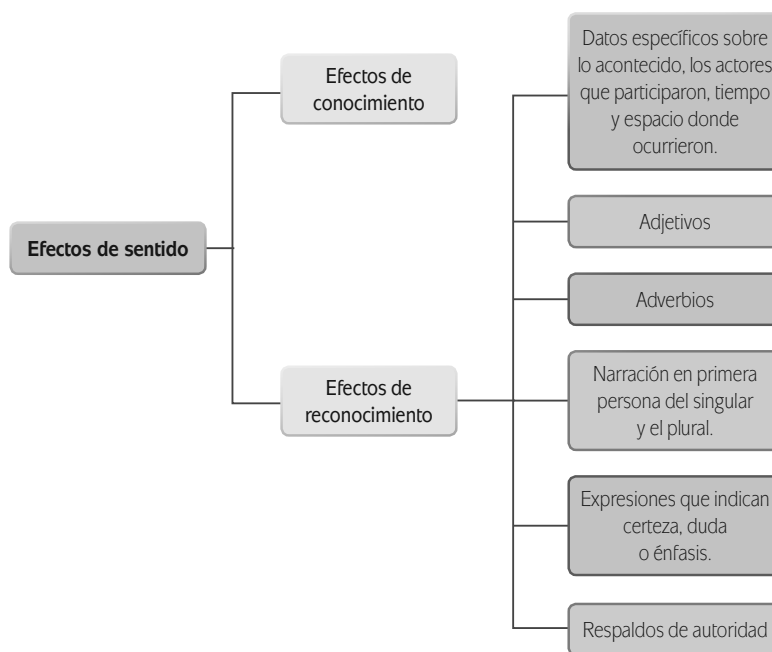 Efectos de sentido
Efectos de
conocimiento
Efectos de
reconocimiento
Datos específicos sobre
lo acontecido, los actores
que participaron, tiempo
y espacio donde
ocurrieron.
Adjetivos
Adverbios
Narración en primera
persona del singular
y el plural.
Expresiones que indican
certeza, duda
o énfasis.
Respaldos de autoridad